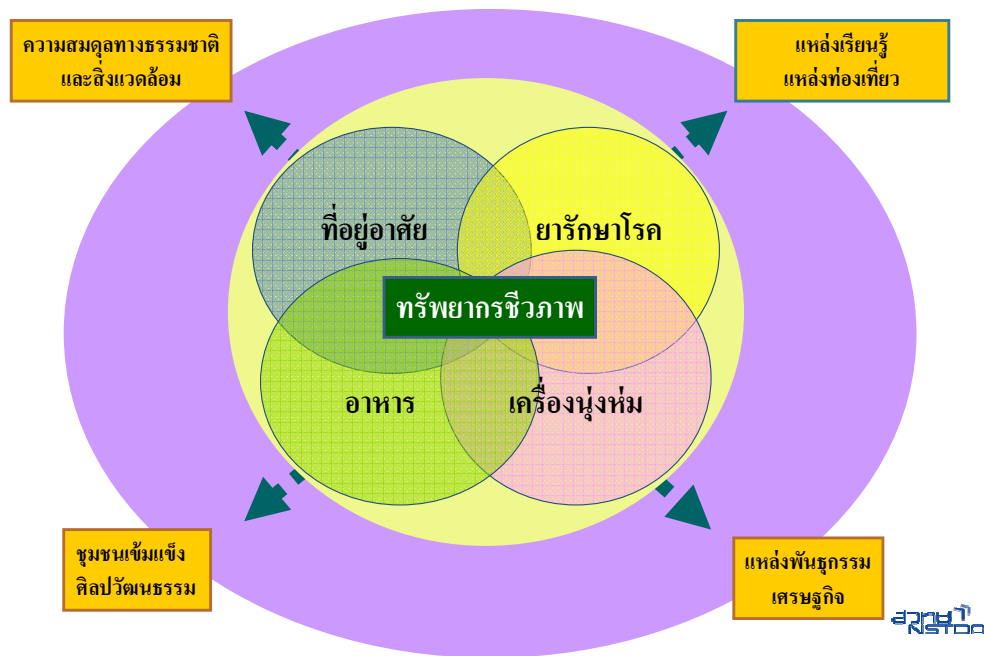 ความสมดุลทางธรรมชาติ
และสิ่งแวดล้อม
แหล่งเรียนรู้
แหล่งท่องเที่ยว
ที่อยู่อาศัย
ยารักษาโรค
ทรัพยากรชีวภาพ
อาหาร
เครื่องนุ่งห่ม
ชุมชนเข้มแข็ง
ศิลปวัฒนธรรม
แหล่งพันธุกรรม
เศรษฐกิจ
สวทช
NSTDA